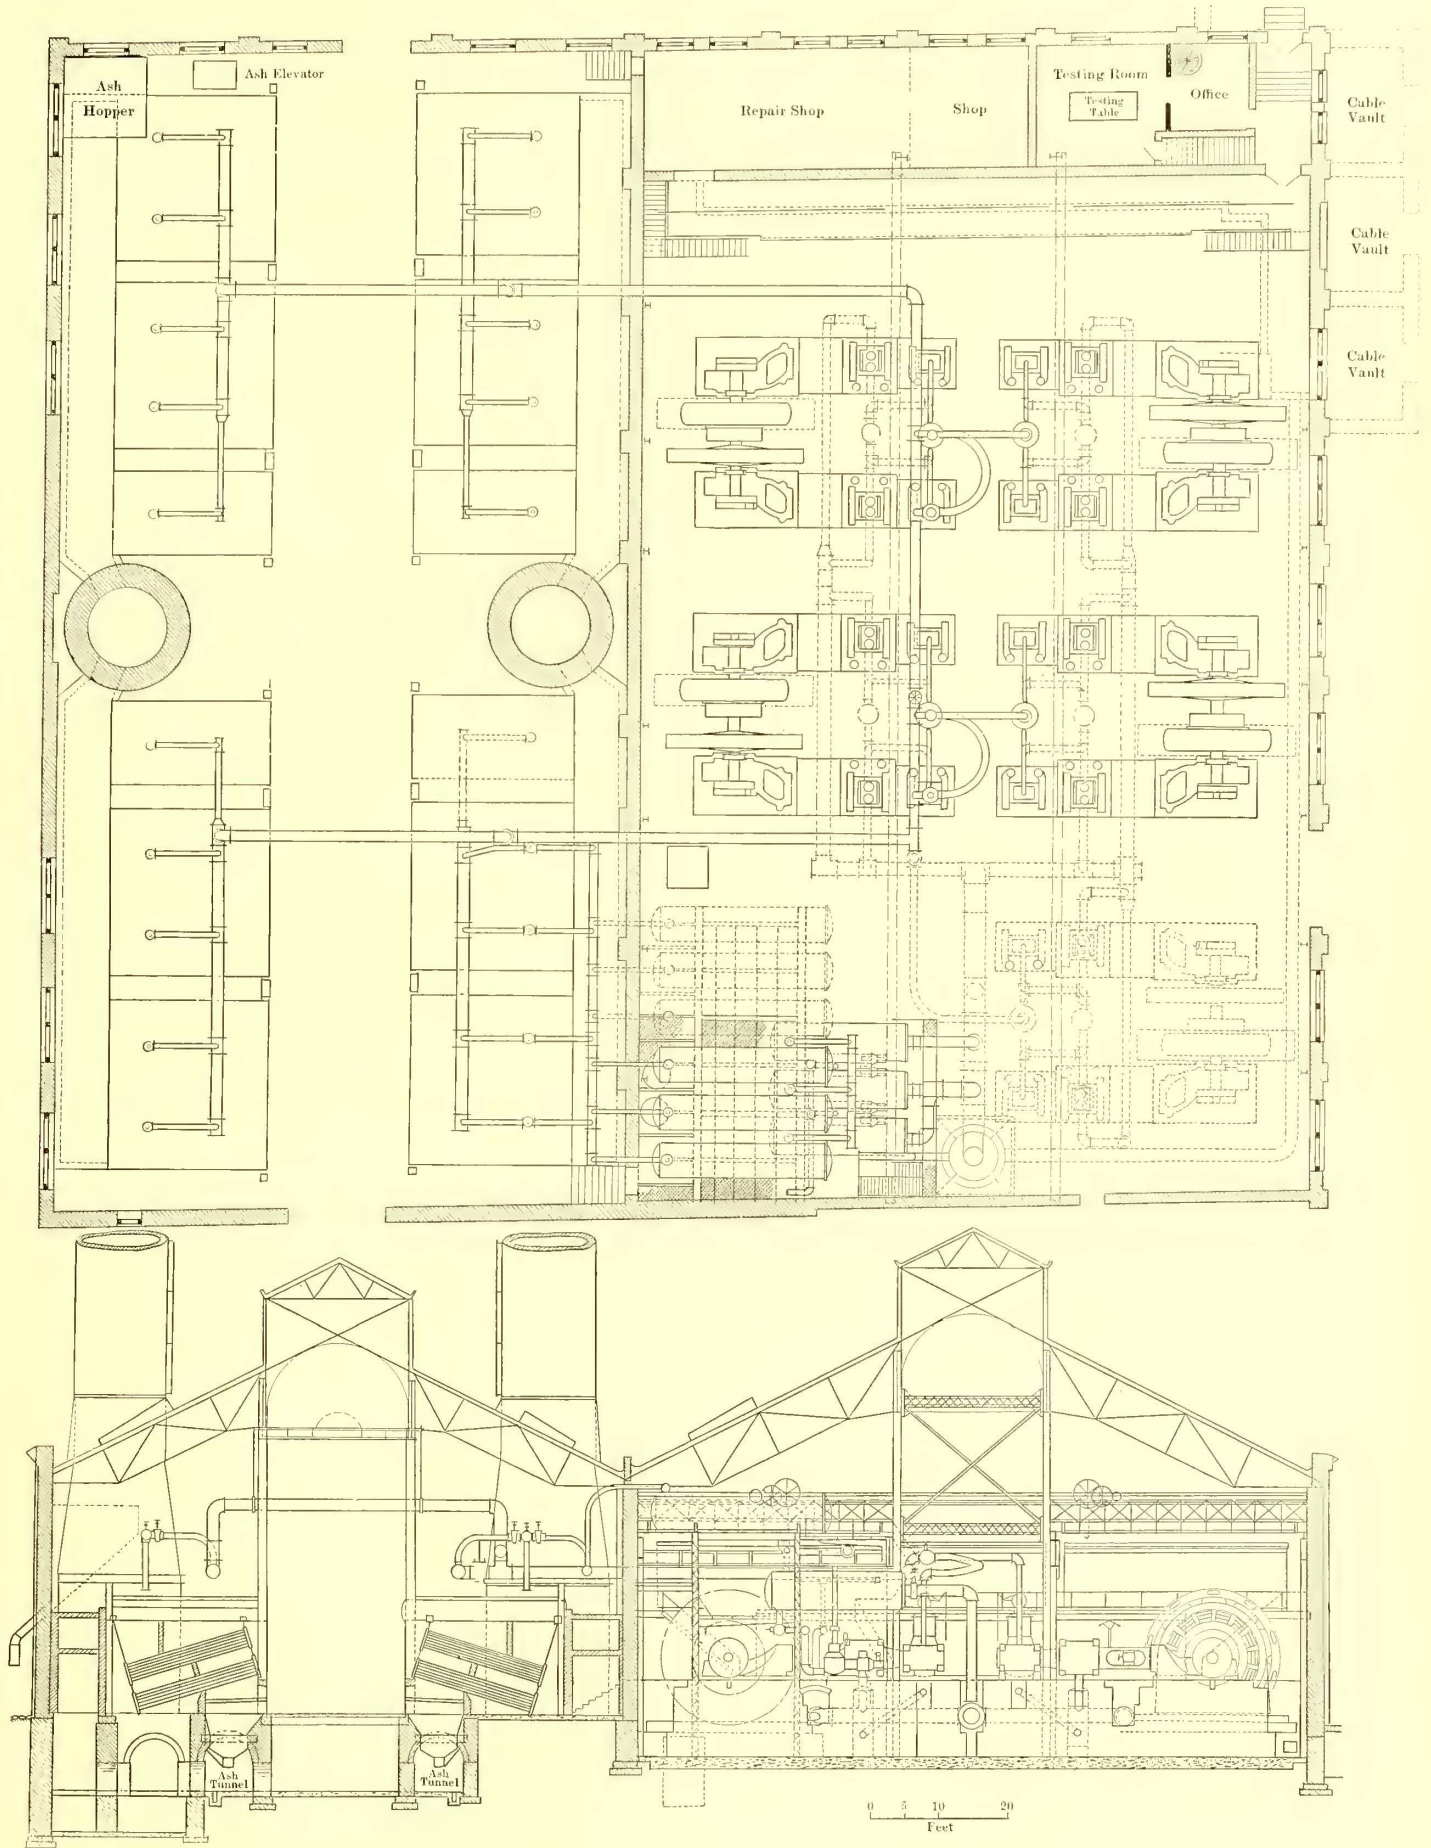 Ash
Hopper
Ash Elevator
Repair Shop
Shop
Testing Room
Testing
Table
Office
Cable
Vault
Cable
Vault
Cable
Vault
Ash
Tunnel
Ash
Tunnel
0 5 10 20
Feet